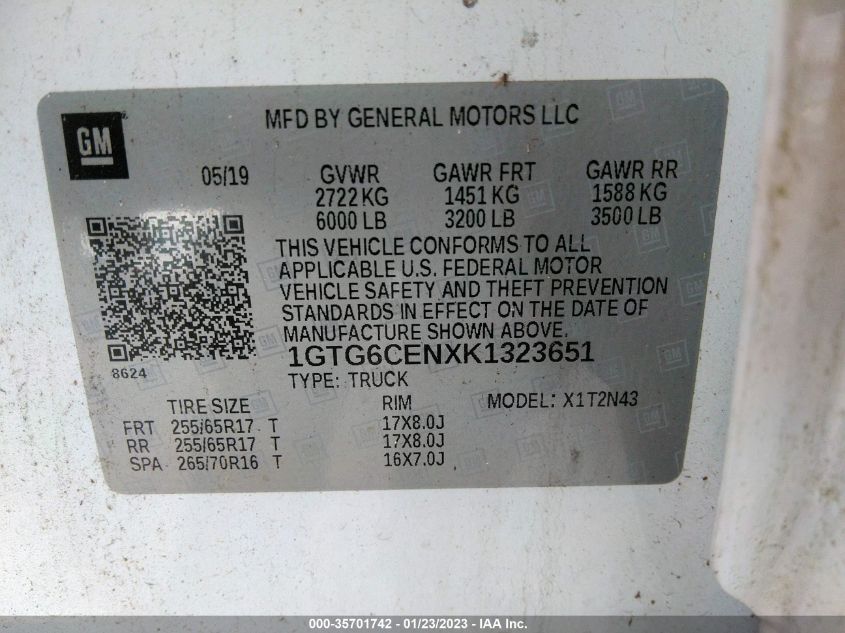 GM
MFD BY GENERAL MOTORS LLC
05/19 GVWR GAWR FRT GAWR RR
2722 KG 1451 KG 1588 KG
6000 LB 3200 LB 3500 LB
THIS VEHICLE CONFORMS TO ALL
APPLICABLE U.S. FEDERAL MOTOR
VEHICLE SAFETY AND THEFT PREVENTION
STANDARDS IN EFFECT ON THE DATE OF
MANUFACTURE SHOWN ABOVE.
8624
1GTG6CENXK1323651
TYPE: TRUCK
TIRE SIZE RIM MODEL: X1T2N43
FRT 255/65R17 T 17X8.0J
RR 255/65R17 T 17X8.0J
SPA 265/70R16 T 16X7.0J
000-35701742 - 01/23/2023 - IAA Inc.